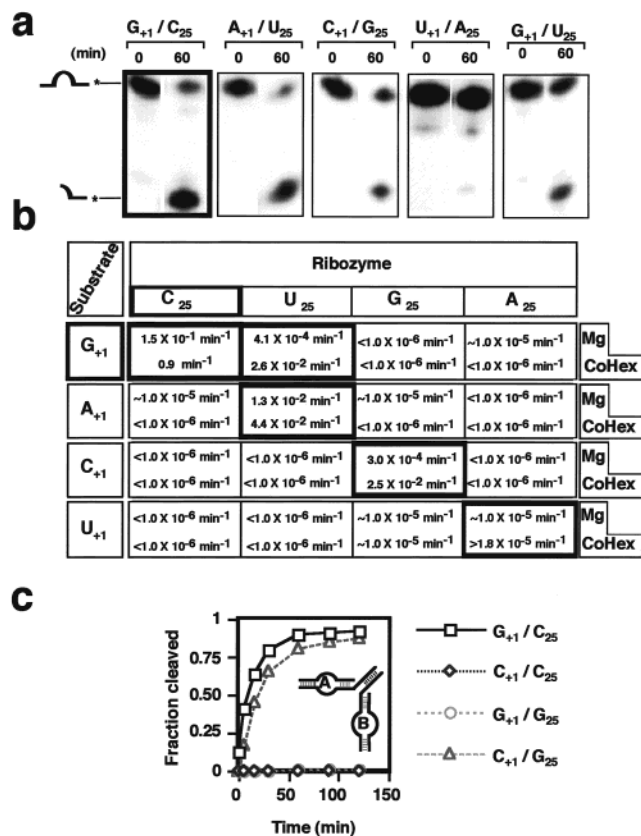 a
G+1 / C25 A+1 / U25 C+1 / G25 U+1 / A25 G+1 / U25
(min) 0 60 0 60 0 60 0 60 0 60
*
*
b
Substrate Ribozyme
C25 U25 G25 A25
G+1 1.5 X 10-1 min-1 4.1 X 10-4 min-1 <1.0 X 10-6 min-1 ~1.0 X 10-5 min-1 Mg
0.9 min-1 2.6 X 10-2 min-1 <1.0 X 10-6 min-1 <1.0 X 10-6 min-1 CoHex
A+1 ~1.0 X 10-5 min-1 1.3 X 10-2 min-1 ~1.0 X 10-5 min-1 <1.0 X 10-6 min-1 Mg
<1.0 X 10-6 min-1 4.4 X 10-2 min-1 <1.0 X 10-6 min-1 <1.0 X 10-6 min-1 CoHex
C+1 <1.0 X 10-6 min-1 <1.0 X 10-6 min-1 3.0 X 10-4 min-1 <1.0 X 10-6 min-1 Mg
<1.0 X 10-6 min-1 <1.0 X 10-6 min-1 2.5 X 10-2 min-1 <1.0 X 10-6 min-1 CoHex
U+1 <1.0 X 10-6 min-1 <1.0 X 10-6 min-1 ~1.0 X 10-5 min-1 ~1.0 X 10-5 min-1 Mg
<1.0 X 10-6 min-1 <1.0 X 10-6 min-1 ~1.0 X 10-5 min-1 >1.8 X 10-5 min-1 CoHex
c
Fraction cleaved
1
0.75
0.50
0.25
0
0 50 100 150
Time (min)
A
B
G+1 / C25
C+1 / C25
G+1 / G25
C+1 / G25